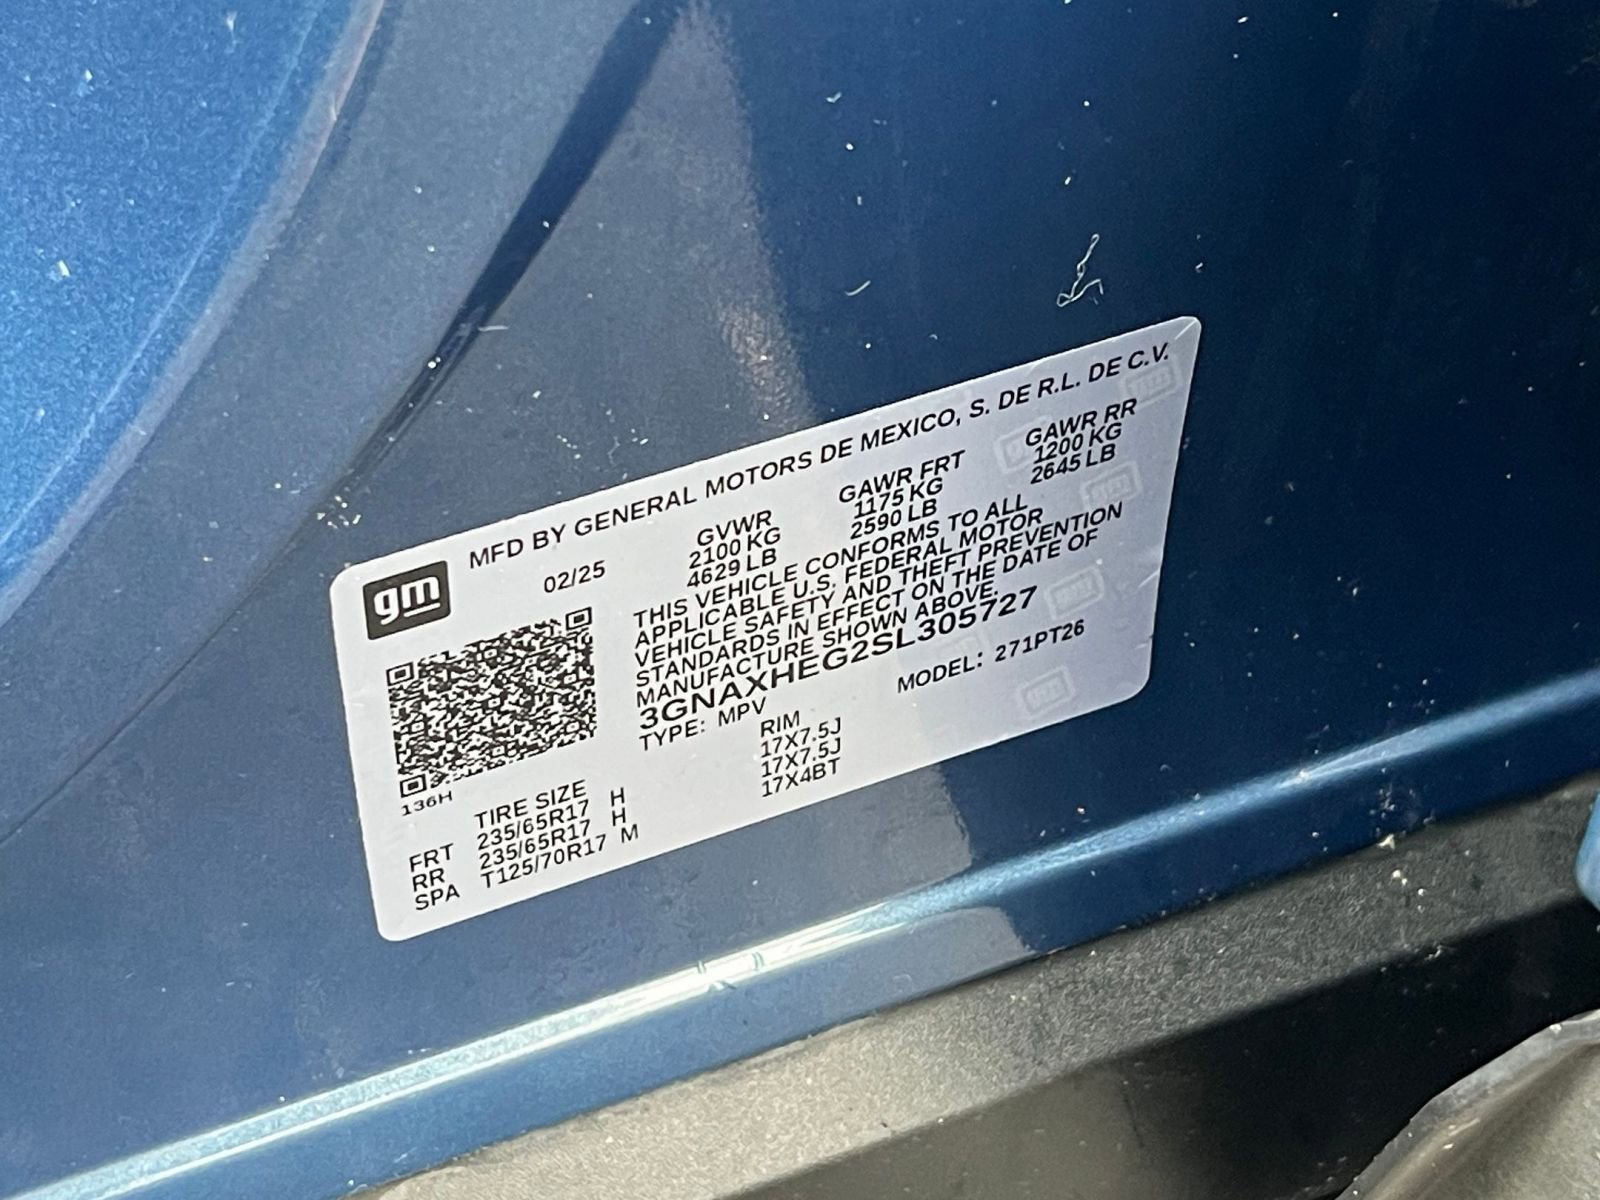 gm
MFD BY GENERAL MOTORS DE MEXICO, S. DE R.L. DE C.V.
02/25
GVWR GAWR FRT GAWR RR
2100 KG 1175 KG 1200 KG
4629 LB 2590 LB 2645 LB
THIS VEHICLE CONFORMS TO ALL
APPLICABLE U.S. FEDERAL MOTOR
VEHICLE SAFETY AND THEFT PREVENTION
STANDARDS IN EFFECT ON THE DATE OF
MANUFACTURE SHOWN ABOVE.
3GNAXHEG2SL305727
TYPE: MPV MODEL: 271PT26
136H
TIRE SIZE RIM
FRT 235/65R17 H 17X7.5J
RR 235/65R17 H 17X7.5J
SPA T125/70R17 M 17X4BT